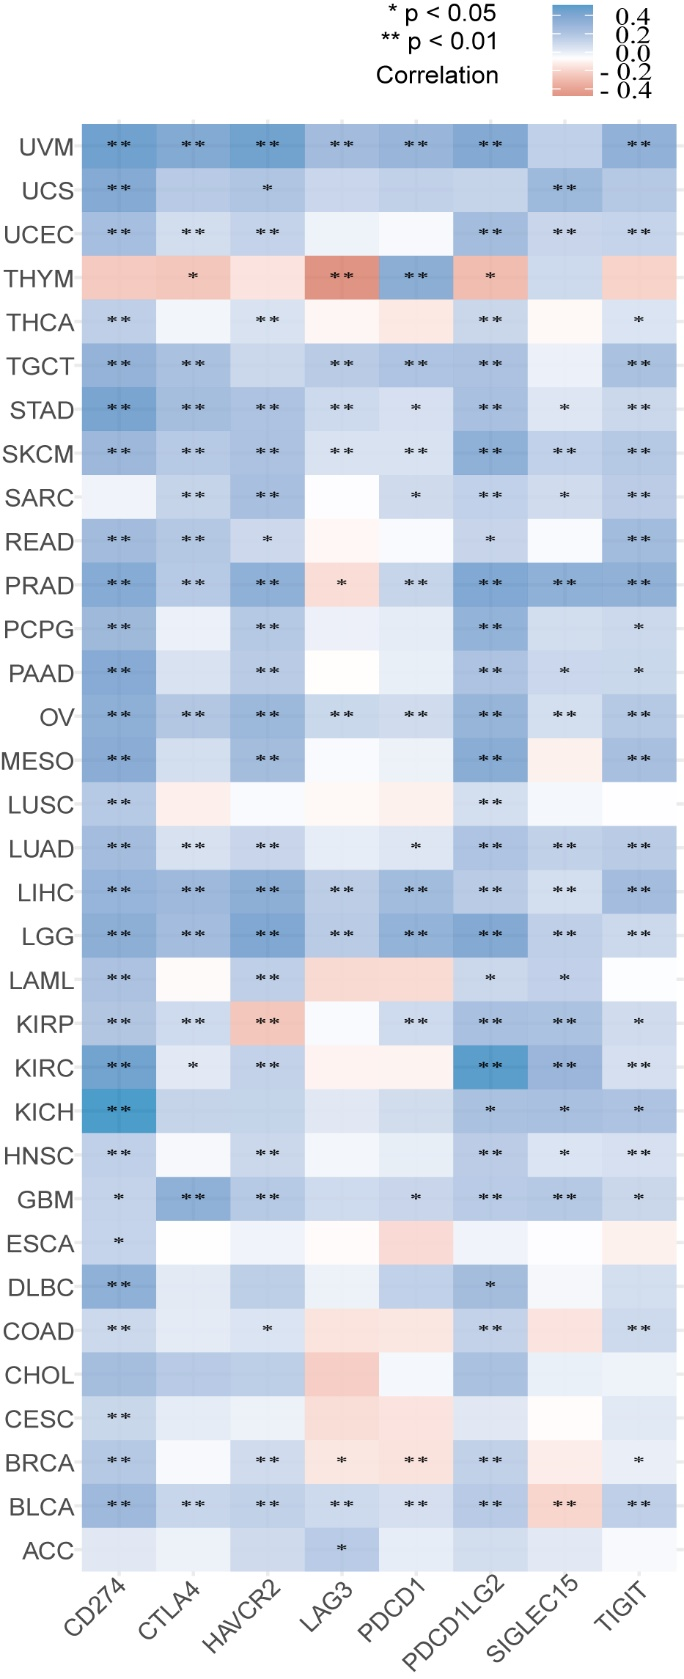 * p < 0.05
** p < 0.01
Correlation
0.4
0.2
0.0
- 0.2
- 0.4
UVM ** ** ** ** ** ** **
UCS ** * **
UCEC ** ** ** ** ** **
THYM * ** ** *
THCA ** ** ** *
TGCT ** ** ** ** ** **
STAD ** ** ** ** * ** * **
SKCM ** ** ** ** ** ** ** **
SARC ** ** * ** * **
READ ** ** * * **
PRAD ** ** ** * ** ** ** **
PCPG ** ** ** *
PAAD ** ** ** * *
OV ** ** ** ** ** ** ** **
MESO ** ** ** **
LUSC ** **
LUAD ** ** ** * ** ** **
LIHC ** ** ** ** ** ** ** **
LGG ** ** ** ** ** ** ** **
LAML ** ** * *
KIRP ** ** ** ** ** ** *
KIRC ** * ** ** ** **
KICH ** * * *
HNSC ** ** ** * **
GBM * ** ** * ** ** *
ESCA *
DLBC ** *
COAD ** * ** **
CHOL
CESC **
BRCA ** ** * ** ** *
BLCA ** ** ** ** ** ** ** **
ACC *
CD274 CTLA4 HAVCR2 LAG3 PDCD1 PDCD1LG2 SIGLEC15 TIGIT